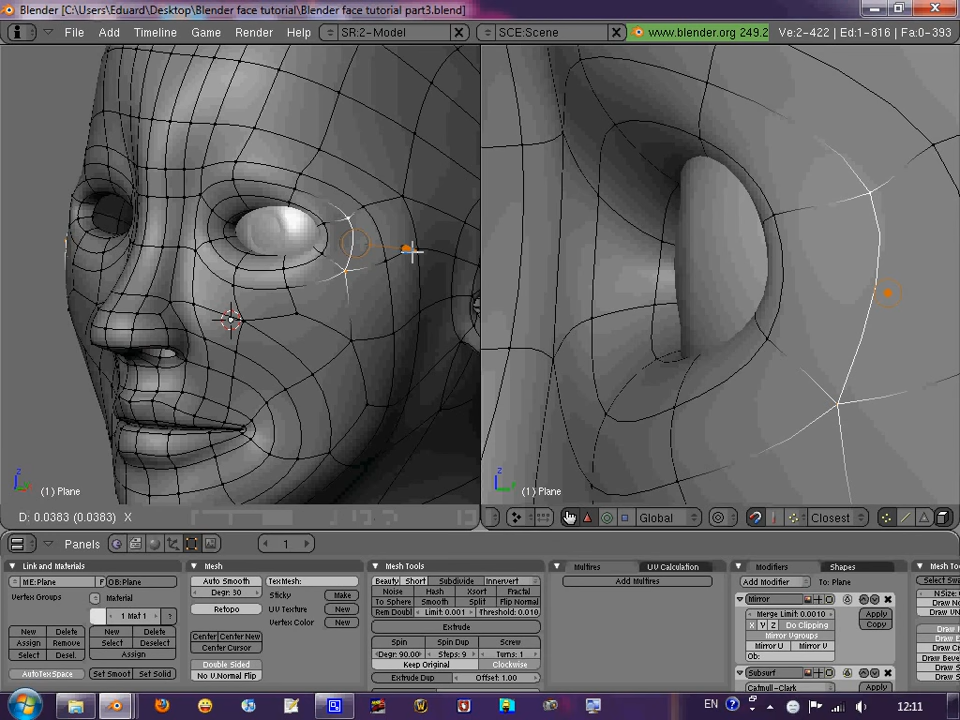 Blender [C:\Users\Eduard\Desktop\Blender face tutorial\Blender face tutorial part3.blend]
File Add Timeline Game Render Help SR:2-Model SCE:Scene www.blender.org 249.2 Ve:2-422 | Ed:1-816 | Fa:0-393
z
(1) Plane
z
(1) Plane
D: 0.0383 (0.0383) X
Global Closest
Panels 1
Link and Materials Mesh Mesh Tools Multires UV Calculation Modifiers Shapes Mesh To
ME:Plane F OB:Plane Auto Smooth TexMesh: Beauty Short Subdivide Innervert Add Multires Add Modifier To: Plane
Vertex Groups Material Degr: 30 Sticky Make Noise Hash Xsort Fractal Mirror
1 Mat 1 ? Retopo UV Texture New To Sphere Smooth Split Flip Normal Merge Limit: 0.0010 Apply
Vertex Color New Rem Doubl Limit: 0.001 Threshold: 0.010 X Y Z Do Clipping Copy
New Delete New Delete Center Center New Extrude Mirror Vgroups
Assign Remove Select Deselect Center Cursor Spin Spin Dup Screw Mirror U Mirror V
Select Desel. Assign Degr: 90.00 Steps: 9 Turns: 1 Ob:
AutoTexSpace Set Smoot Set Solid Double Sided Keep Original Clockwise Subsurf
No V.Normal Flip Extrude Dup Offset: 1.00 Catmull-Clark Apply
EN 12:11